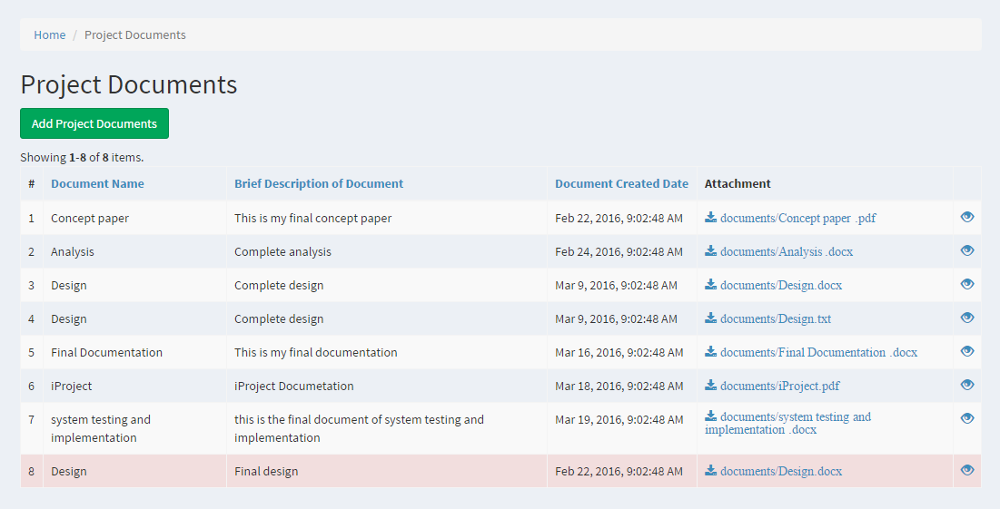 Home / Project Documents
Project Documents
Add Project Documents
Showing 1-8 of 8 items.
# Document Name Brief Description of Document Document Created Date Attachment
1 Concept paper This is my final concept paper Feb 22, 2016, 9:02:48 AM documents/Concept paper .pdf
2 Analysis Complete analysis Feb 24, 2016, 9:02:48 AM documents/Analysis .docx
3 Design Complete design Mar 9, 2016, 9:02:48 AM documents/Design.docx
4 Design Complete design Mar 9, 2016, 9:02:48 AM documents/Design.txt
5 Final Documentation This is my final documentation Mar 16, 2016, 9:02:48 AM documents/Final Documentation .docx
6 iProject iProject Documetation Mar 18, 2016, 9:02:48 AM documents/iProject.pdf
7 system testing and this is the final document of system testing and Mar 19, 2016, 9:02:48 AM documents/system testing and
implementation implementation implementation .docx
8 Design Final design Feb 22, 2016, 9:02:48 AM documents/Design.docx